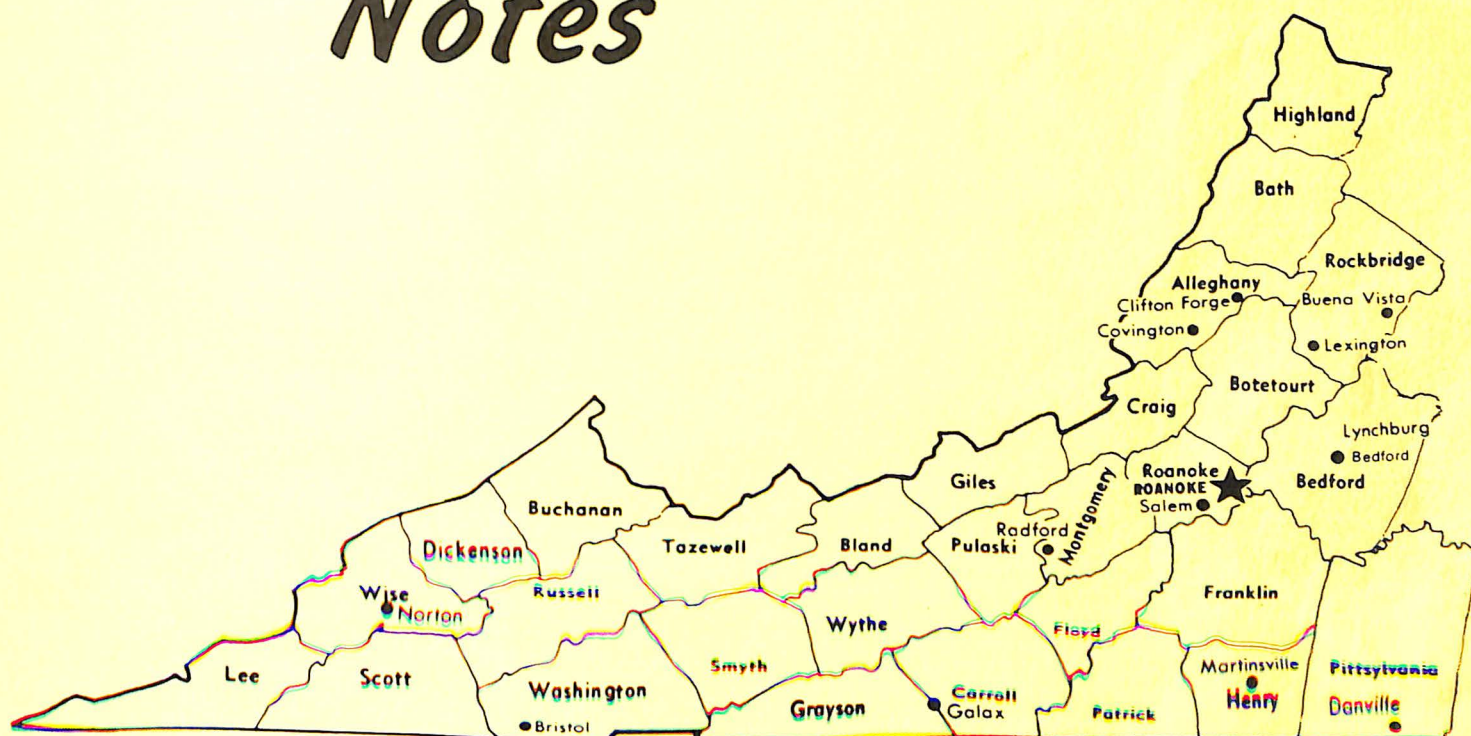 Notes
Highland
Bath
Rockbridge
Alleghany
Clifton Forge
Buena Vista
Covington
Lexington
Botetourt
Craig
Lynchburg
Bedford
Bedford
Roanoke
ROANOKE
Salem
Giles
Montgomery
Radford
Pulaski
Buchanan
Tazewell
Bland
Dickenson
Russell
Wise
Norton
Wythe
Floyd
Franklin
Lee
Scott
Washington
Bristol
Smyth
Grayson
Carroll
Galax
Patrick
Martinsville
Henry
Pittsylvania
Danville